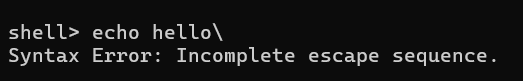 shell> echo hello\
Syntax Error: Incomplete escape sequence.